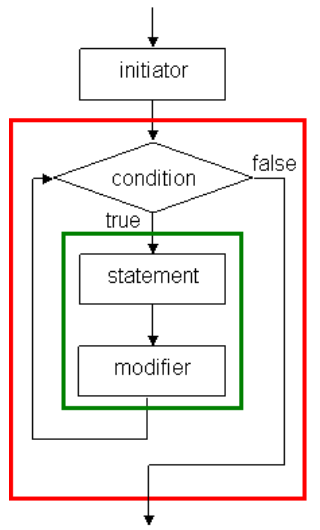 initiator
condition
false
true
statement
modifier